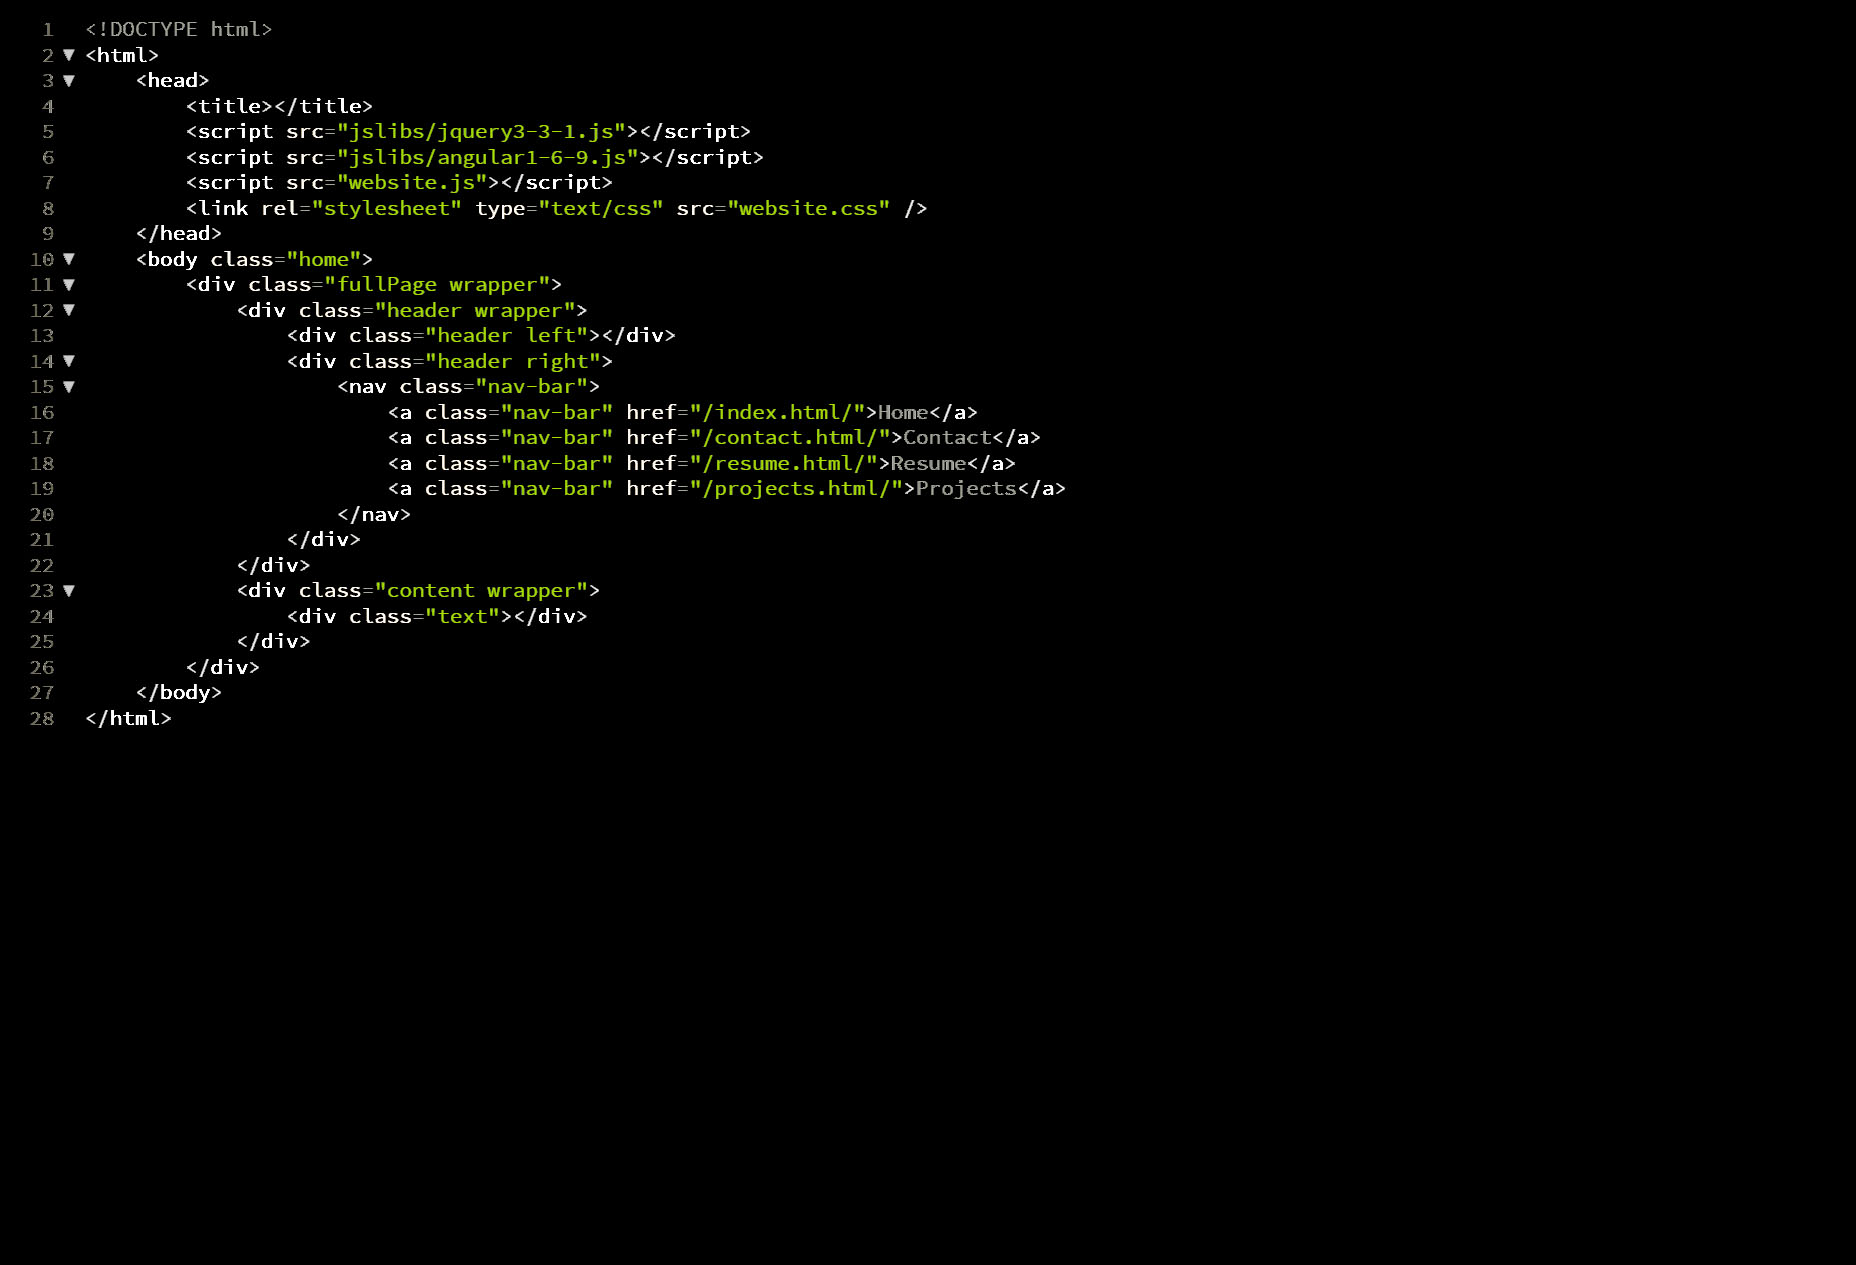 1 <!DOCTYPE html>
2 ▼ <html>
3 ▼ <head>
4 <title></title>
5 <script src="jslibs/jquery3-3-1.js"></script>
6 <script src="jslibs/angular1-6-9.js"></script>
7 <script src="website.js"></script>
8 <link rel="stylesheet" type="text/css" src="website.css" />
9 </head>
10 ▼ <body class="home">
11 ▼ <div class="fullPage wrapper">
12 ▼ <div class="header wrapper">
13 <div class="header left"></div>
14 ▼ <div class="header right">
15 ▼ <nav class="nav-bar">
16 <a class="nav-bar" href="/index.html/">Home</a>
17 <a class="nav-bar" href="/contact.html/">Contact</a>
18 <a class="nav-bar" href="/resume.html/">Resume</a>
19 <a class="nav-bar" href="/projects.html/">Projects</a>
20 </nav>
21 </div>
22 </div>
23 ▼ <div class="content wrapper">
24 <div class="text"></div>
25 </div>
26 </div>
27 </body>
28 </html>